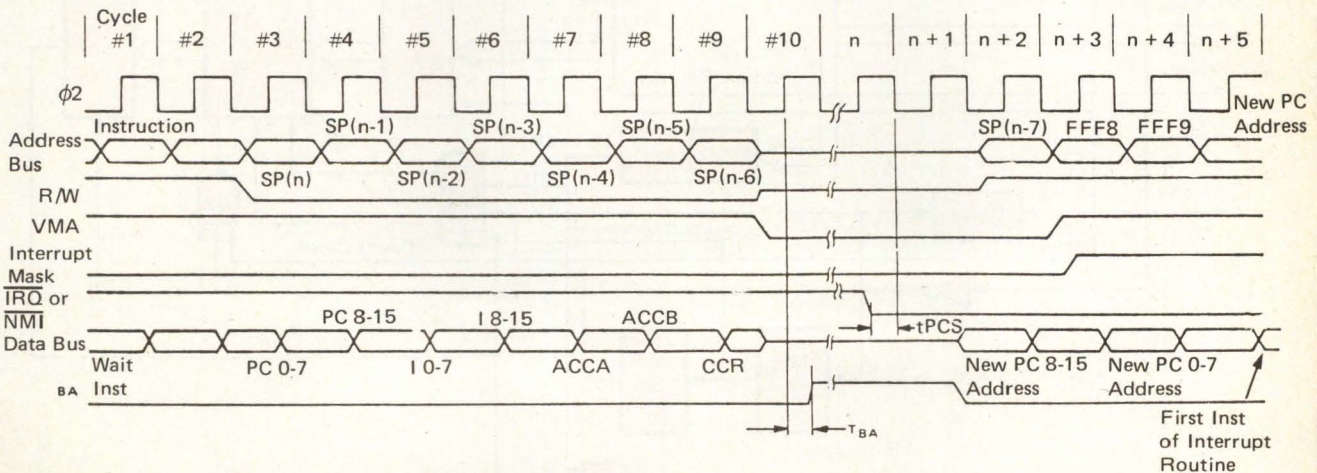 Cycle
#1 #2 #3 #4 #5 #6 #7 #8 #9 #10 n n + 1 n + 2 n + 3 n + 4 n + 5
ϕ2
New PC
Address
Address
Bus
Instruction SP(n-1) SP(n-3) SP(n-5) SP(n-7) FFF8 FFF9
SP(n) SP(n-2) SP(n-4) SP(n-6)
R/W
VMA
Interrupt
Mask
IRQ or
NMI
tPCS
Data Bus
PC 8-15 I 8-15 ACCB
Wait
Inst
PC 0-7 I 0-7 ACCA CCR
New PC 8-15
Address
New PC 0-7
Address
BA
TBA
First Inst
of Interrupt
Routine